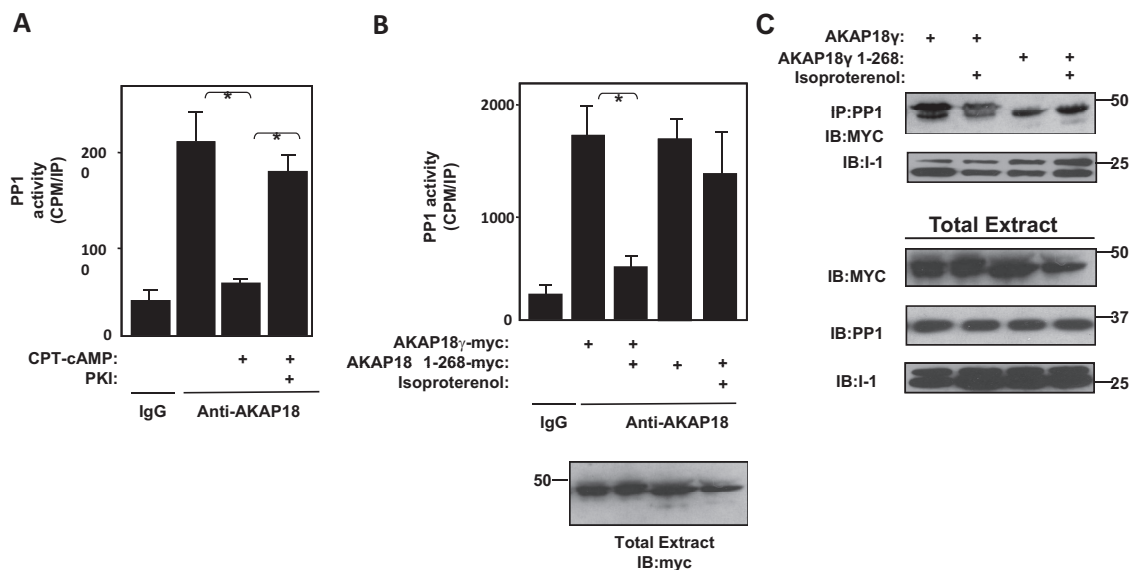 A
PP1
activity
(CPM/IP)
200
0
100
0
0
*
*
CPT-cAMP: + +
PKI: +
IgG Anti-AKAP18
B
PP1 activity
(CPM/IP)
2000
1000
0
*
AKAP18γ-myc: + +
AKAP18 1-268-myc: + + +
Isoproterenol: +
IgG Anti-AKAP18
50
Total Extract
IB:myc
C
AKAP18γ: + +
AKAP18γ 1-268: + +
Isoproterenol: + +
IP:PP1
50
IB:MYC
IB:I-1
25
Total Extract
50
IB:MYC
37
IB:PP1
IB:I-1
25